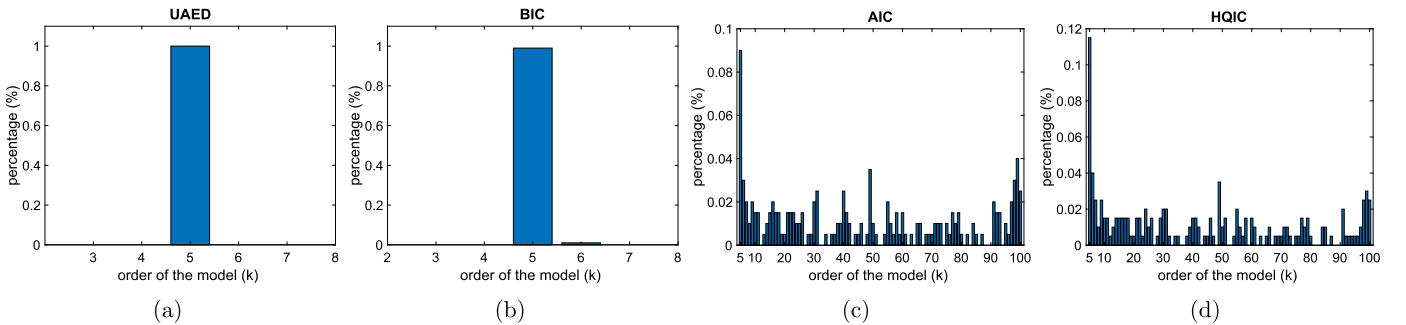 UAED
percentage (%)
1
0.8
0.6
0.4
0.2
0
3 4 5 6 7 8
order of the model (k)
(a)
BIC
percentage (%)
1
0.8
0.6
0.4
0.2
0
2 3 4 5 6 7 8
order of the model (k)
(b)
AIC
percentage (%)
0.1
0.08
0.06
0.04
0.02
0
5 10 20 30 40 50 60 70 80 90 100
order of the model (k)
(c)
HQIC
percentage (%)
0.12
0.1
0.08
0.06
0.04
0.02
0
5 10 20 30 40 50 60 70 80 90 100
order of the model (k)
(d)